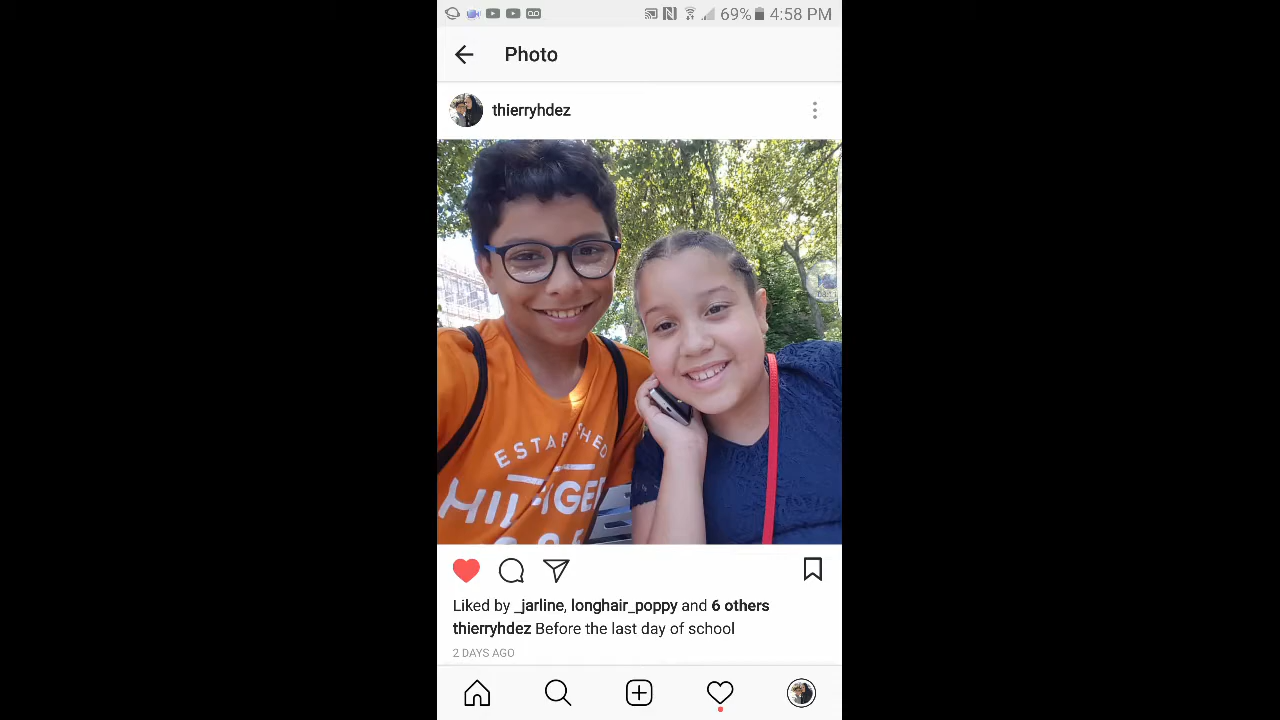 69% 4:58 PM
Photo
thierryhdez
ESTABLISHED
HILFIGER
Liked by _jarline, longhair_poppy and 6 others
thierryhdez Before the last day of school
2 DAYS AGO